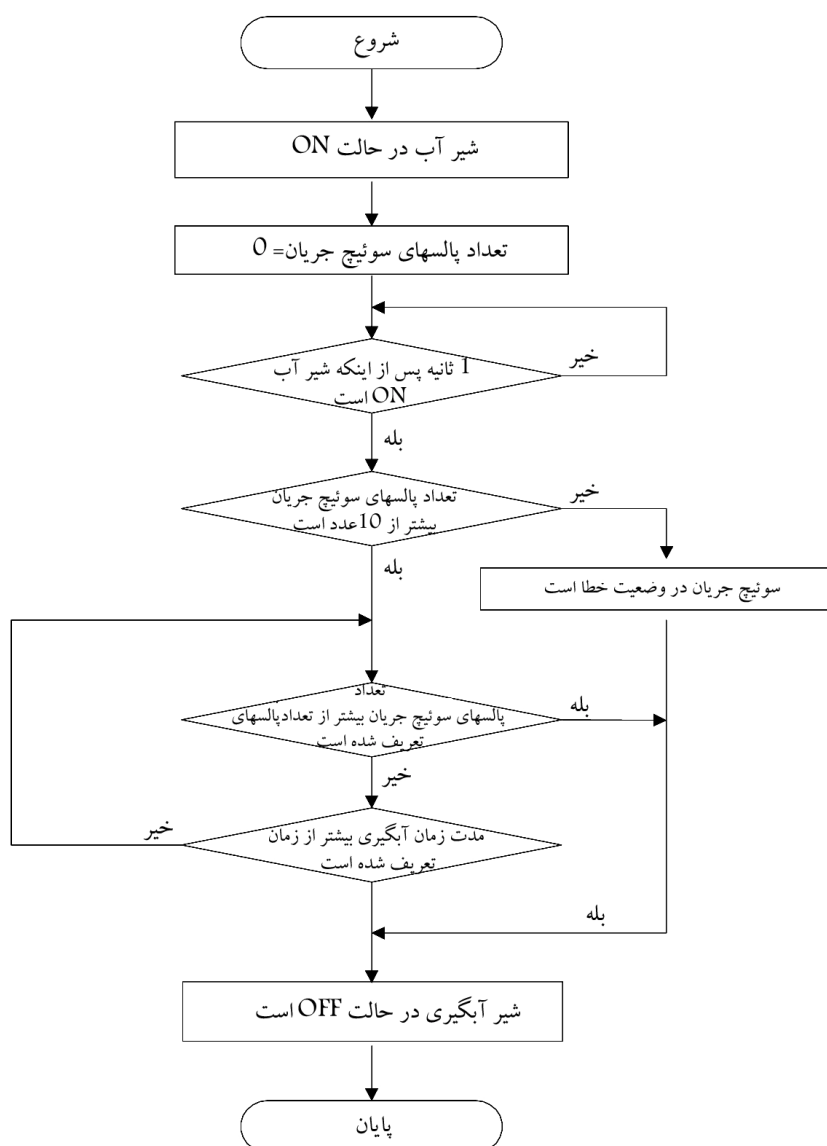 شروع
شیر آب در حالت ON
تعداد پالسهای سوئیچ جریان= 0
خیر
1 ثانیه پس از اینکه شیر آب
ON است
بله
تعداد پالسهای سوئیچ جریان
بیشتر از 10عدد است
خیر
بله
سوئیچ جریان در وضعیت خطا است
تعداد
پالسهای سوئیچ جریان بیشتر از تعدادپالسهای
تعریف شده است
بله
خیر
مدت زمان آبگیری بیشتر از زمان
تعریف شده است
خیر
بله
شیر آبگیری در حالت OFF است
پایان